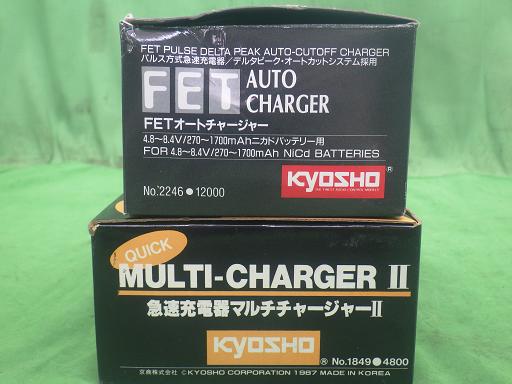 FET PULSE DELTA PEAK AUTO-CUTOFF CHARGER
パルス方式急速充電器/デルタピーク・オートカットシステム採用
FET AUTO CHARGER
FETオートチャージャー
4.8~8.4V/270~1700mAhニカドバッテリー用
FOR 4.8~8.4V/270~1700mAh NiCd BATTERIES
KYOSHO®
THE FINEST RADIO CONTROL MODELS
No.2246●12000
QUICK
MULTI-CHARGER II
急速充電器マルチチャージャーII
KYOSHO®
No.1849●4800
京商株式会社 ©KYOSHO CORPORATION 1987 MADE IN KOREA